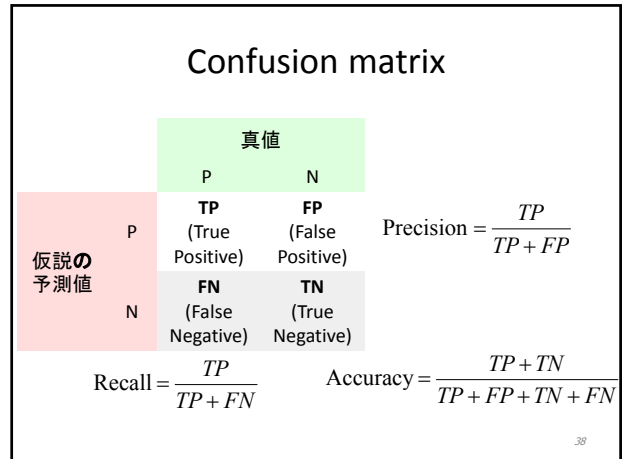 Confusion matrix
真値
P N
仮説の
予測値
P
TP
(True
Positive)
FP
(False
Positive)
N
FN
(False
Negative)
TN
(True
Negative)
Precision = TP / (TP + FP)
Recall = TP / (TP + FN)
Accuracy = (TP + TN) / (TP + FP + TN + FN)
38